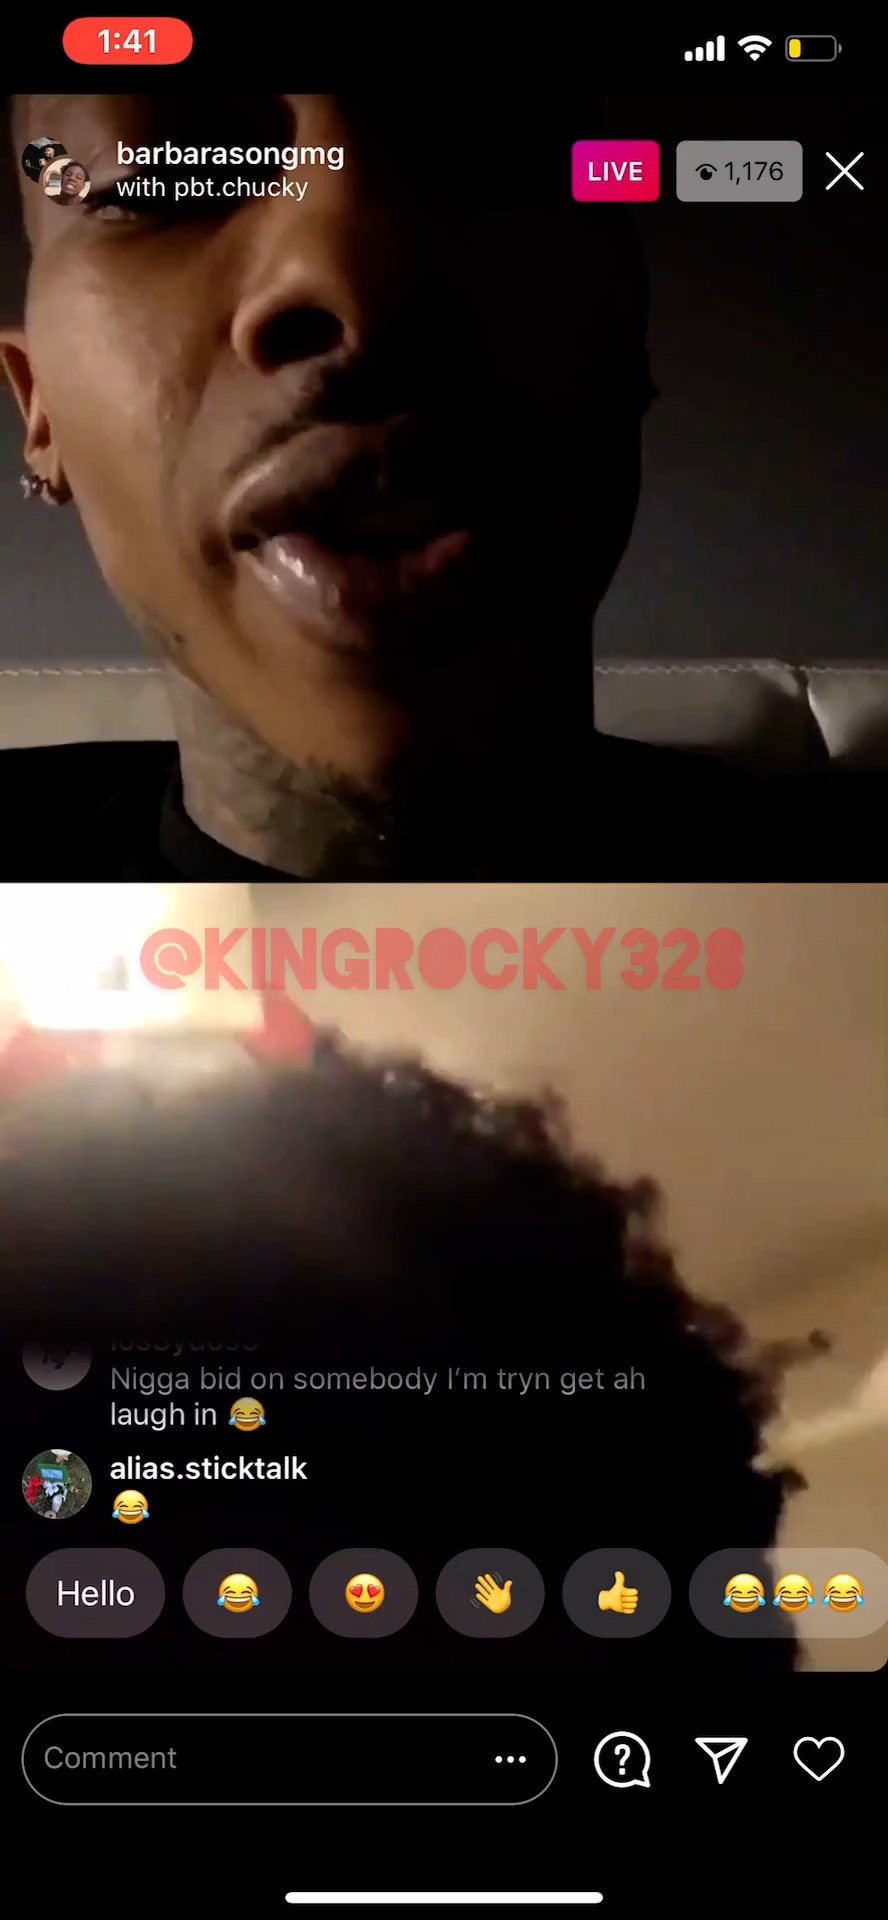 1:41
barbarasongmg
with pbt.chucky
LIVE
1,176
@KINGROCKY328
Nigga bid on somebody I'm tryn get ah
laugh in 😂
alias.sticktalk
😂
Hello
😂
😍
👋
👍
😂😂😂
Comment